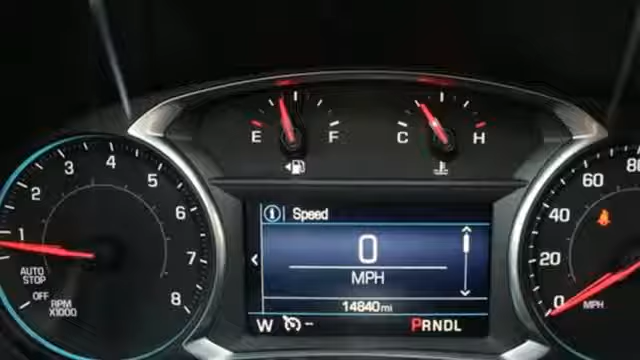 E F
C H
1 2 3 4 5 6 7 8
AUTO
STOP
OFF
RPM
X1000
i Speed
0
MPH
14840 mi
W -- PRNDL
0 20 40 60 80
MPH